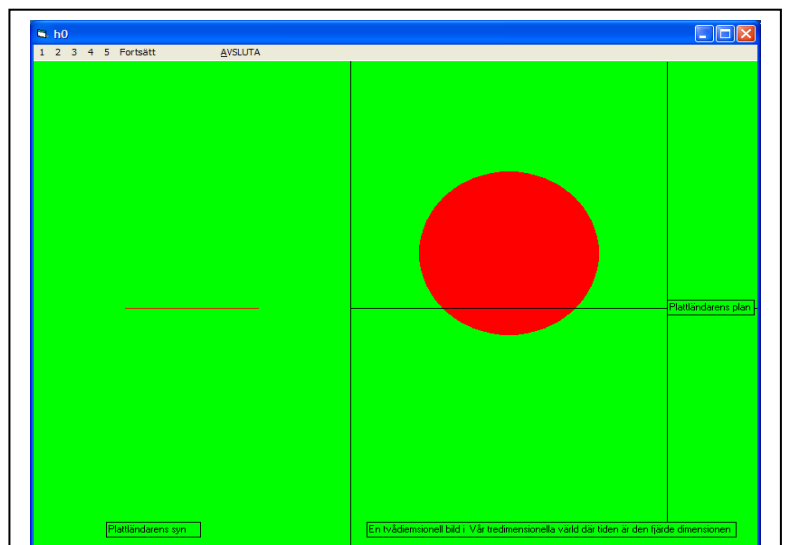 h0
1 2 3 4 5 Fortsätt AVSLUTA
Plattländarens plan
Plattländarens syn
En tvådiemsionell bild i Vår tredimensionella värld där tiden är den fjärde dimensionen